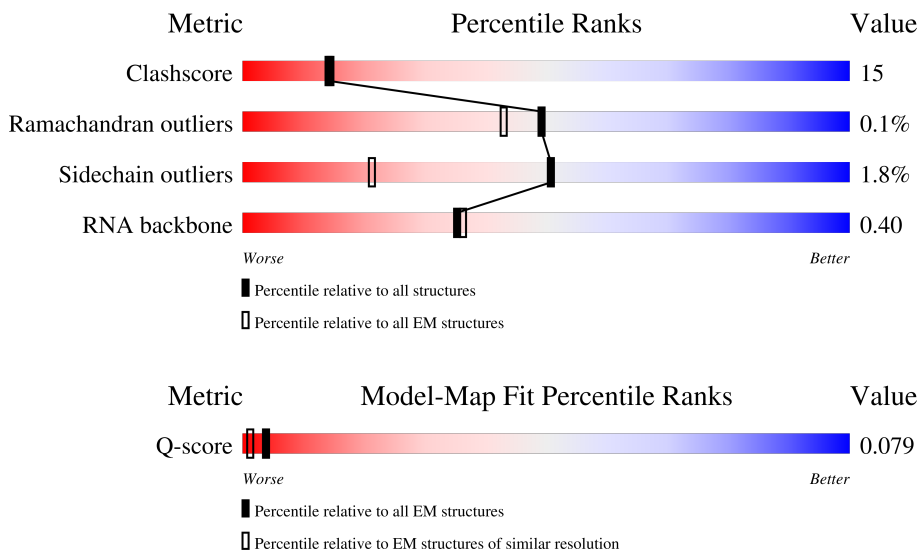 Metric Percentile Ranks Value
Clashscore 15
Ramachandran outliers 0.1%
Sidechain outliers 1.8%
RNA backbone 0.40
Worse Better
Percentile relative to all structures
Percentile relative to all EM structures
Metric Model-Map Fit Percentile Ranks Value
Q-score 0.079
Worse Better
Percentile relative to all EM structures
Percentile relative to EM structures of similar resolution